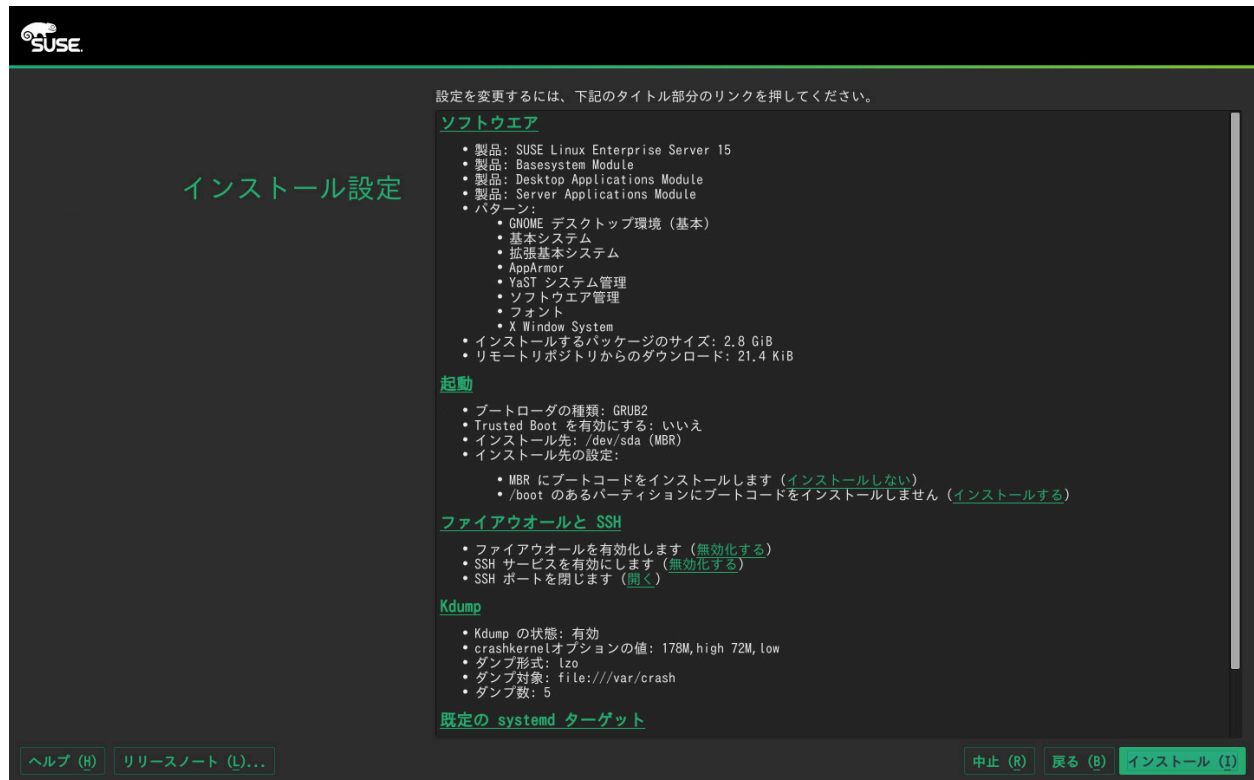 SUSE.
設定を変更するには、下記のタイトル部分のリンクを押してください。
インストール設定
ソフトウエア
• 製品: SUSE Linux Enterprise Server 15
• 製品: Basesystem Module
• 製品: Desktop Applications Module
• 製品: Server Applications Module
• パターン:
• GNOME デスクトップ環境 (基本)
• 基本システム
• 拡張基本システム
• AppArmor
• YaST システム管理
• ソフトウエア管理
• フォント
• X Window System
• インストールするパッケージのサイズ: 2.8 GiB
• リモートリポジトリからのダウンロード: 21.4 KiB
起動
• ブートローダの種類: GRUB2
• Trusted Boot を有効にする: いいえ
• インストール先: /dev/sda (MBR)
• インストール先の設定:
• MBR にブートコードをインストールします (インストールしない)
• /boot のあるパーティションにブートコードをインストールしません (インストールする)
ファイアウオールと SSH
• ファイアウオールを有効化します (無効化する)
• SSH サービスを有効にします (無効化する)
• SSH ポートを閉じます (開く)
Kdump
• Kdump の状態: 有効
• crashkernelオプションの値: 178M,high 72M,low
• ダンプ形式: lzo
• ダンプ対象: file:///var/crash
• ダンプ数: 5
既定の systemd ターゲット
ヘルプ (H) リリースノート (L)... 中止 (R) 戻る (B) インストール (I)